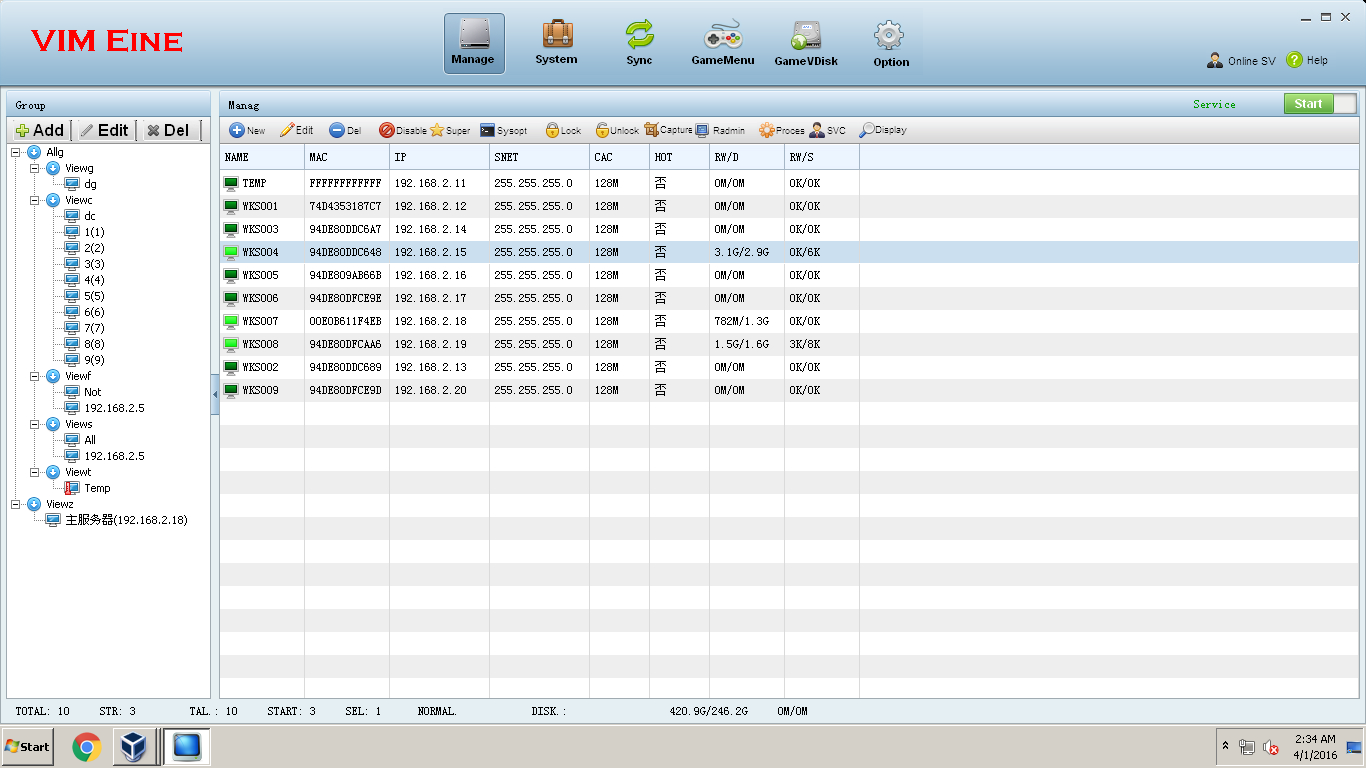 VIM EINE
Manage
System
Sync
GameMenu
GameVDisk
Option
Online SV
Help
Group
Add Edit Del
Allg
Viewg
dg
Viewc
dc
1(1)
2(2)
3(3)
4(4)
5(5)
6(6)
7(7)
8(8)
9(9)
Viewf
Not
192.168.2.5
Views
All
192.168.2.5
Viewt
Temp
Viewz
主服务器(192.168.2.18)
Manag
Service
Start
New Edit Del Disable Super Sysopt Lock Unlock Capture Radmin Proces SVC Display
NAME MAC IP SNET CAC HOT RW/D RW/S
TEMP FFFFFFFFFFFF 192.168.2.11 255.255.255.0 128M 否 0M/0M 0K/0K
WKS001 74D4353187C7 192.168.2.12 255.255.255.0 128M 否 0M/0M 0K/0K
WKS003 94DE80DDC6A7 192.168.2.14 255.255.255.0 128M 否 0M/0M 0K/0K
WKS004 94DE80DDC648 192.168.2.15 255.255.255.0 128M 否 3.1G/2.9G 0K/6K
WKS005 94DE809AB66B 192.168.2.16 255.255.255.0 128M 否 0M/0M 0K/0K
WKS006 94DE80DFCE9E 192.168.2.17 255.255.255.0 128M 否 0M/0M 0K/0K
WKS007 00E0B611F4EB 192.168.2.18 255.255.255.0 128M 否 782M/1.3G 0K/0K
WKS008 94DE80DFCAA6 192.168.2.19 255.255.255.0 128M 否 1.5G/1.6G 3K/8K
WKS002 94DE80DDC689 192.168.2.13 255.255.255.0 128M 否 0M/0M 0K/0K
WKS009 94DE80DFCE9D 192.168.2.20 255.255.255.0 128M 否 0M/0M 0K/0K
TOTAL: 10 STR: 3 TAL.: 10 START: 3 SEL: 1 NORMAL. DISK.: 420.9G/246.2G 0M/0M
Start
2:34 AM
4/1/2016